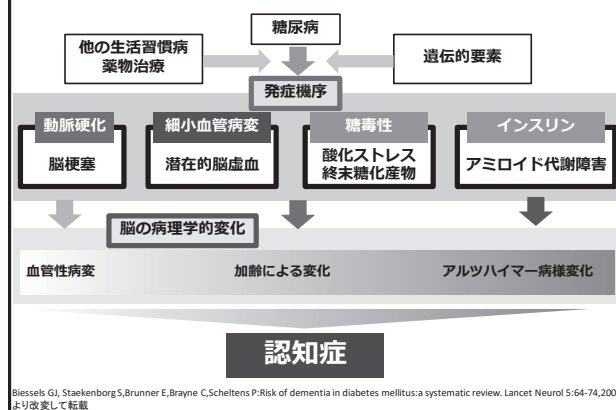 糖尿病
他の生活習慣病
薬物治療
遺伝的要素
発症機序
動脈硬化
細小血管病変
糖毒性
インスリン
脳梗塞
潜在的脳虚血
酸化ストレス
終末糖化産物
アミロイド代謝障害
脳の病理学的変化
血管性病変
加齢による変化
アルツハイマー病様変化
認知症
Biessels GJ, Staekenborg S,Brunner E,Brayne C,Scheltens P:Risk of dementia in diabetes mellitus:a systematic review. Lancet Neurol 5:64-74,200
より改変して転載